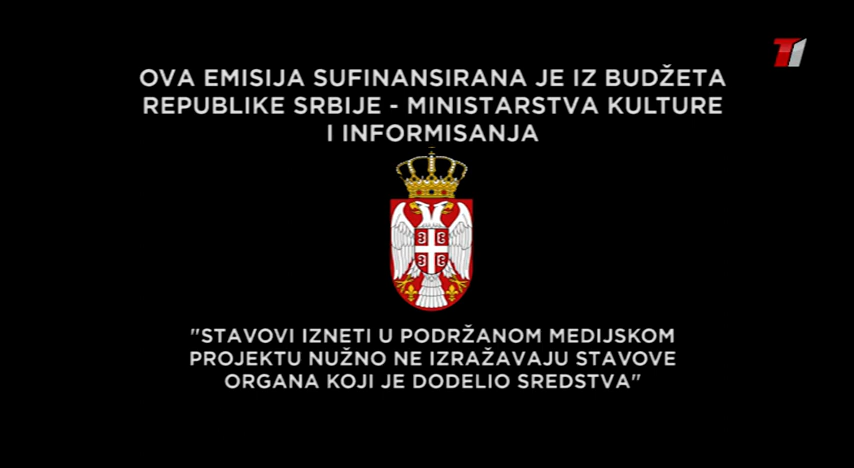 T1
OVA EMISIJA SUFINANSIRANA JE IZ BUDŽETA
REPUBLIKE SRBIJE - MINISTARSTVA KULTURE
I INFORMISANJA
"STAVOVI IZNETI U PODRŽANOM MEDIJSKOM
PROJEKTU NUŽNO NE IZRAŽAVAJU STAVOVE
ORGANA KOJI JE DODELIO SREDSTVA"